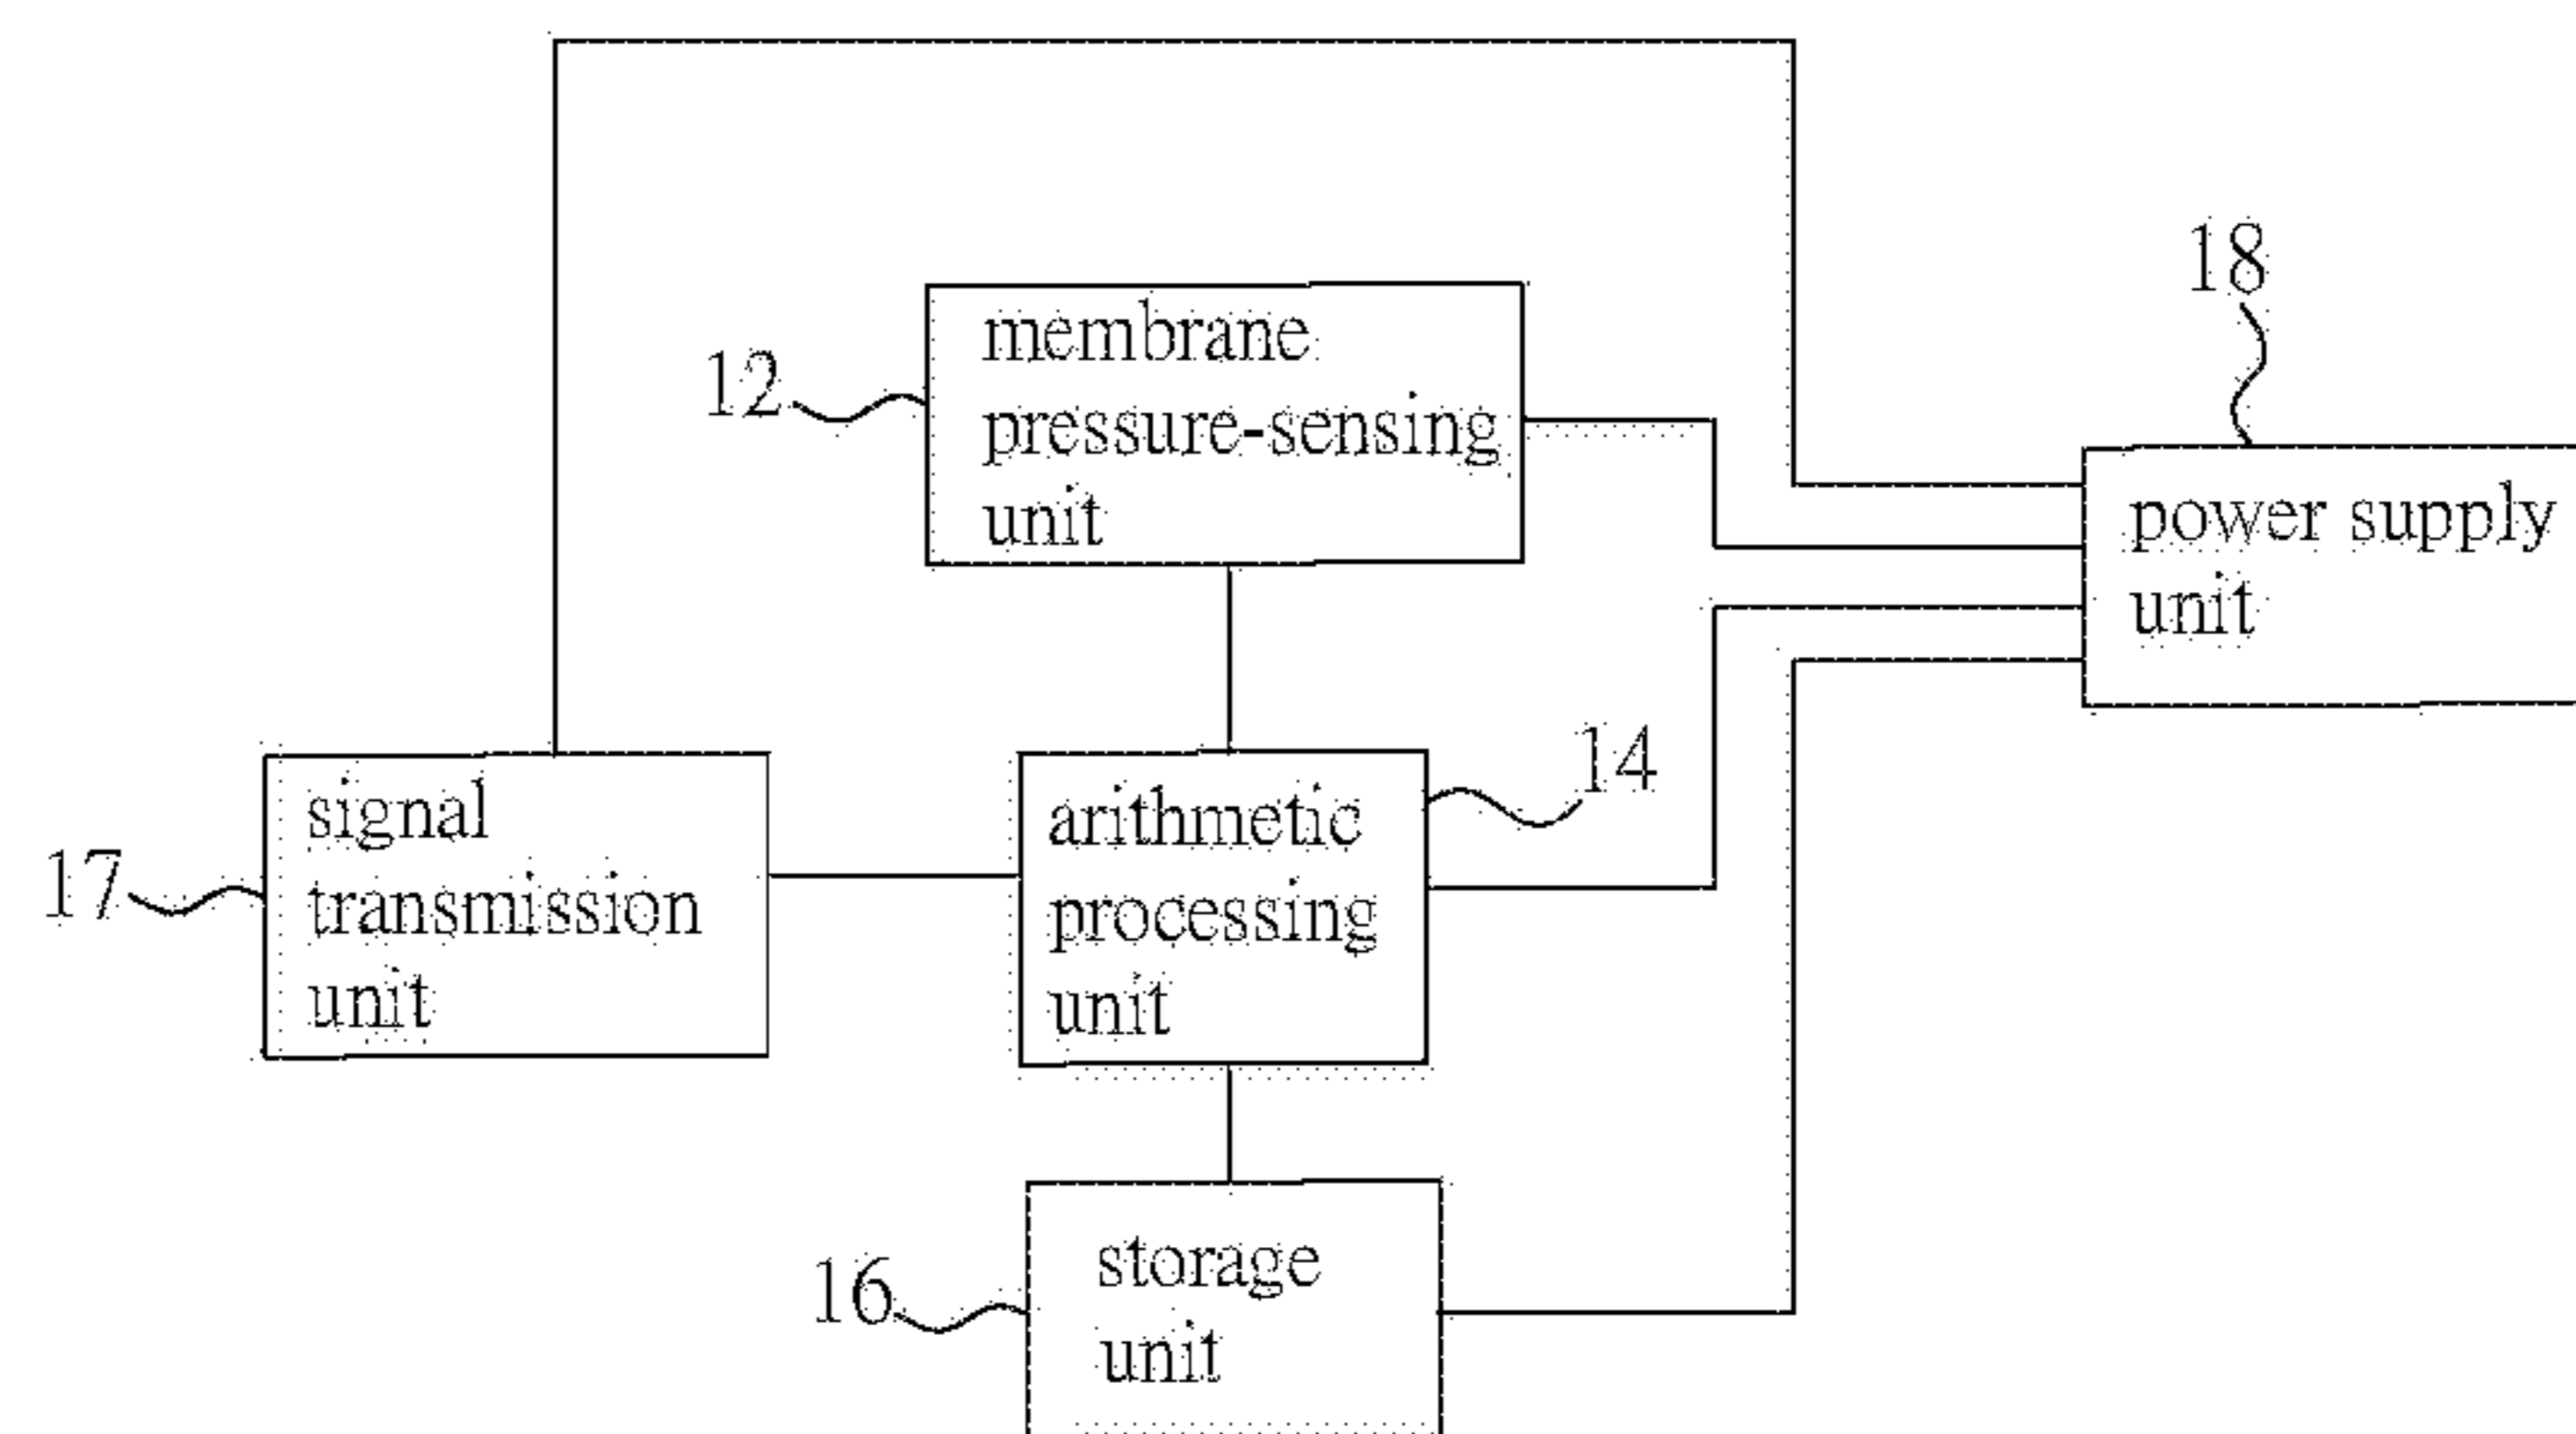 18
12
membrane
pressure-sensing
unit
power supply
unit
14
17
signal
transmission
unit
arithmetic
processing
unit
16
storage
unit